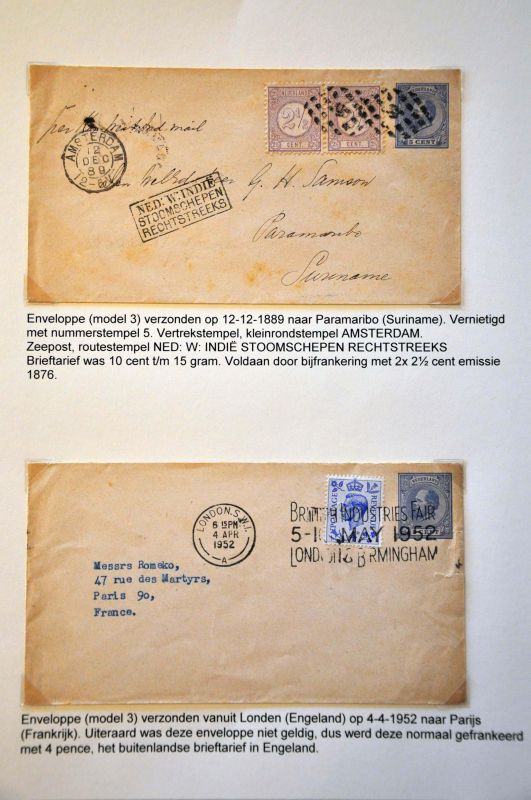 NEDERLAND
NEDERLAND
2½
CENT.
CENT.
5 CENT
per mail
AMSTERDAM
12
DEC
89
NED: W: INDIË
STOOMSCHEPEN
RECHTSTREEKS
G. H. Samson
Paramaribo
Suriname
Enveloppe (model 3) verzonden op 12-12-1889 naar Paramaribo (Suriname). Vernietigd
met nummerstempel 5. Vertrekstempel, kleinrondstempel AMSTERDAM.
Zeepost, routestempel NED: W: INDIË STOOMSCHEPEN RECHTSTREEKS
Brieftarief was 10 cent t/m 15 gram. Voldaan door bijfrankering met 2x 2½ cent emissie
1876.
LONDON. S.W.1.
6 15PM
4 APR
1952
A
POSTAGE
REVENUE
BRITISH INDUSTRIES FAIR
MAY 1952
LONDON BIRMINGHAM
Messrs Romeko,
47 rue des Martyrs,
Paris 9o,
France.
Enveloppe (model 3) verzonden vanuit Londen (Engeland) op 4-4-1952 naar Parijs
(Frankrijk). Uiteraard was deze enveloppe niet geldig, dus werd deze normaal gefrankeerd
met 4 pence, het buitenlandse brieftarief in Engeland.